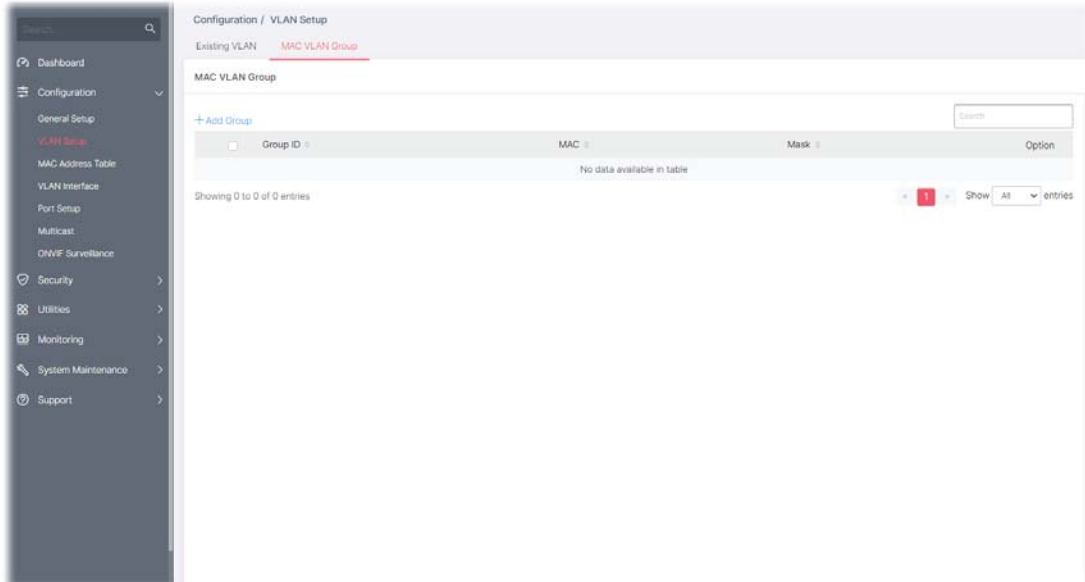 Search
Dashboard
Configuration
General Setup
VLAN Setup
MAC Address Table
VLAN Interface
Port Setup
Multicast
ONVIF Surveillance
Security
Utilities
Monitoring
System Maintenance
Support
Configuration / VLAN Setup
Existing VLAN MAC VLAN Group
MAC VLAN Group
+Add Group Search
Group ID MAC Mask Option
No data available in table
Showing 0 to 0 of 0 entries « 1 » Show All entries